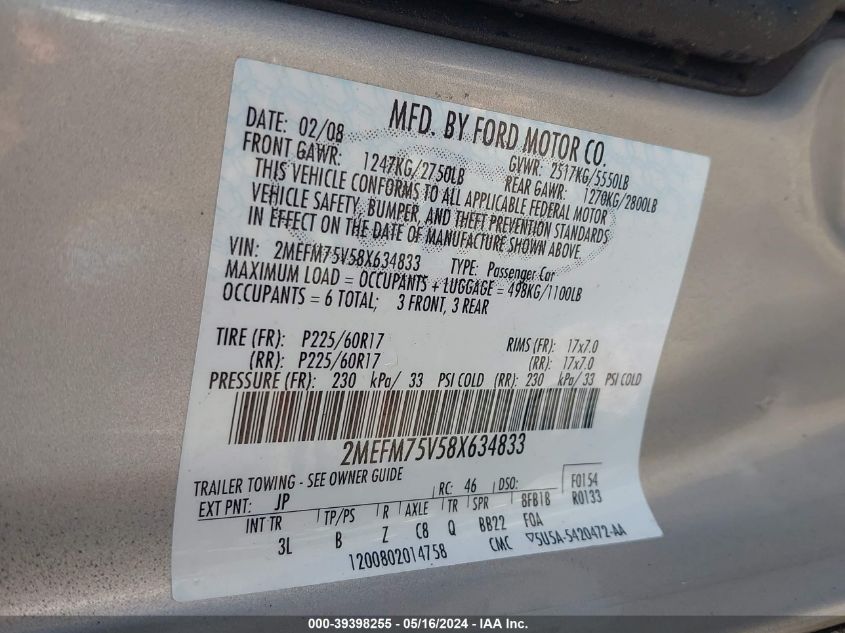 MFD. BY FORD MOTOR CO.
DATE: 02/08 GVWR: 2517KG/5550LB
FRONT GAWR: 1247KG/2750LB REAR GAWR: 1270KG/2800LB
THIS VEHICLE CONFORMS TO ALL APPLICABLE FEDERAL MOTOR
VEHICLE SAFETY, BUMPER, AND THEFT PREVENTION STANDARDS
IN EFFECT ON THE DATE OF MANUFACTURE SHOWN ABOVE.
VIN: 2MEFM75V58X634833 TYPE: Passenger Car
MAXIMUM LOAD = OCCUPANTS + LUGGAGE = 498KG/1100LB
OCCUPANTS = 6 TOTAL; 3 FRONT, 3 REAR
TIRE (FR): P225/60R17 RIMS (FR): 17x7.0
(RR): P225/60R17 (RR): 17x7.0
PRESSURE (FR): 230 kPa/ 33 PSI COLD (RR): 230 kPa/ 33 PSI COLD
2MEFM75V58X634833
TRAILER TOWING - SEE OWNER GUIDE
EXT PNT: JP RC: 46 DSO: F0154
R0133
INT TR TP/PS R AXLE TR SPR 8FB1B
3L B Z C8 Q BB22 FOA
1200802014758 CMC ▽5U5A-5420472-AA
000-39398255 - 05/16/2024 - IAA Inc.